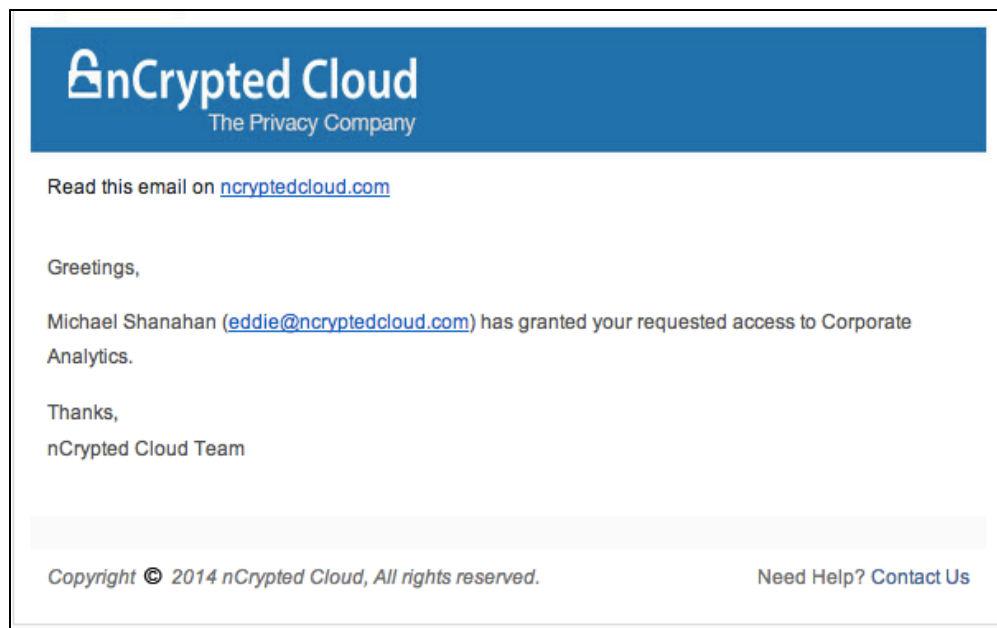 nCrypted Cloud
The Privacy Company
Read this email on ncryptedcloud.com
Greetings,
Michael Shanahan (eddie@ncryptedcloud.com) has granted your requested access to Corporate
Analytics.
Thanks,
nCrypted Cloud Team
Copyright © 2014 nCrypted Cloud, All rights reserved. Need Help? Contact Us